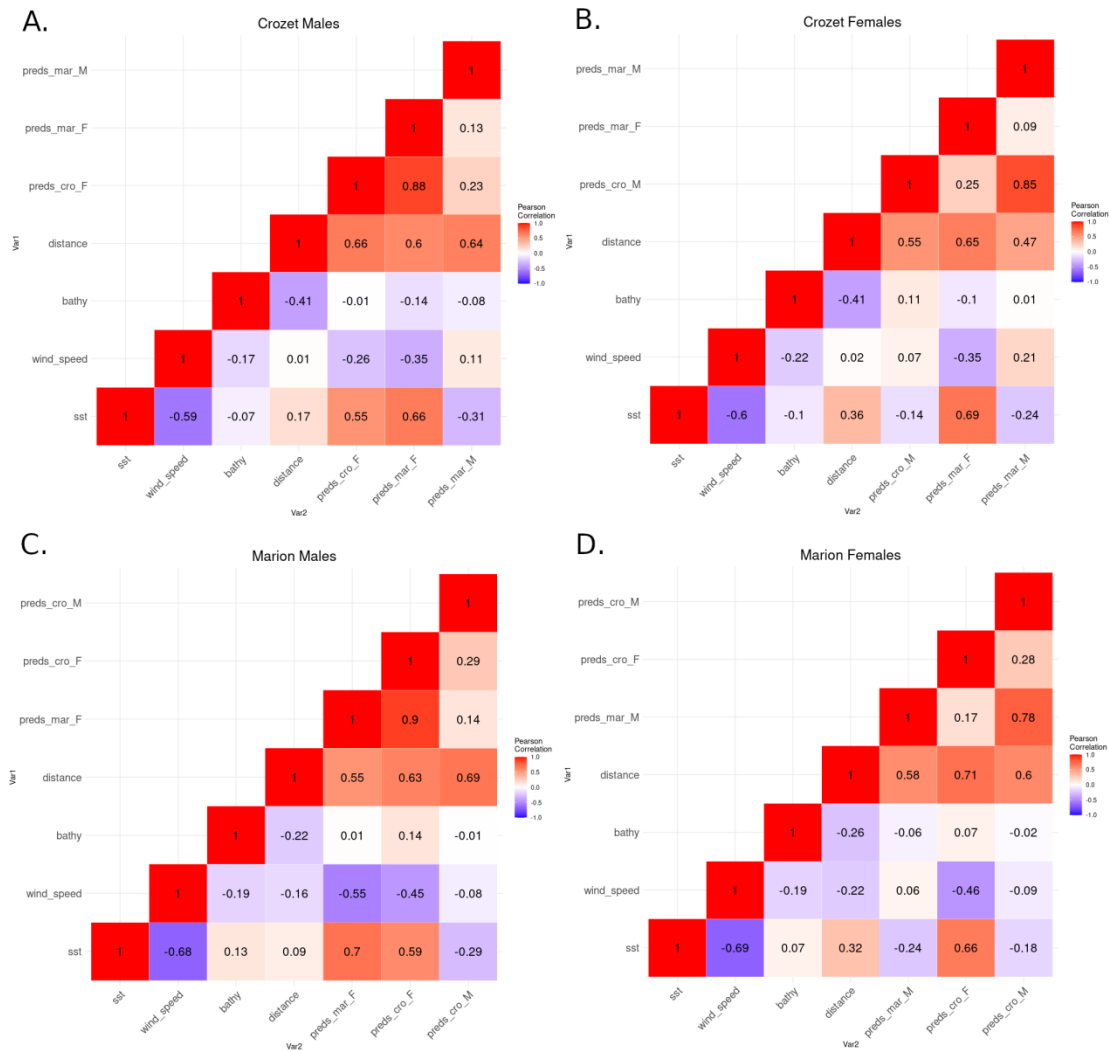 A.
Crozet Males
preds_mar_M 1
preds_mar_F 1 0.13
preds_cro_F 1 0.88 0.23
distance 1 0.66 0.6 0.64
bathy 1 -0.41 -0.01 -0.14 -0.08
wind_speed 1 -0.17 0.01 -0.26 -0.35 0.11
sst 1 -0.59 -0.07 0.17 0.55 0.66 -0.31
sst wind_speed bathy distance preds_cro_F preds_mar_F preds_mar_M
Var1
Var2
Pearson
Correlation
1.0
0.5
0.0
-0.5
-1.0
B.
Crozet Females
preds_mar_M 1
preds_mar_F 1 0.09
preds_cro_M 1 0.25 0.85
distance 1 0.55 0.65 0.47
bathy 1 -0.41 0.11 -0.1 0.01
wind_speed 1 -0.22 0.02 0.07 -0.35 0.21
sst 1 -0.6 -0.1 0.36 -0.14 0.69 -0.24
sst wind_speed bathy distance preds_cro_M preds_mar_F preds_mar_M
Var1
Var2
Pearson
Correlation
1.0
0.5
0.0
-0.5
-1.0
C.
Marion Males
preds_cro_M 1
preds_cro_F 1 0.29
preds_mar_F 1 0.9 0.14
distance 1 0.55 0.63 0.69
bathy 1 -0.22 0.01 0.14 -0.01
wind_speed 1 -0.19 -0.16 -0.55 -0.45 -0.08
sst 1 -0.68 0.13 0.09 0.7 0.59 -0.29
sst wind_speed bathy distance preds_mar_F preds_cro_F preds_cro_M
Var1
Var2
Pearson
Correlation
1.0
0.5
0.0
-0.5
-1.0
D.
Marion Females
preds_cro_M 1
preds_cro_F 1 0.28
preds_mar_M 1 0.17 0.78
distance 1 0.58 0.71 0.6
bathy 1 -0.26 -0.06 0.07 -0.02
wind_speed 1 -0.19 -0.22 0.06 -0.46 -0.09
sst 1 -0.69 0.07 0.32 -0.24 0.66 -0.18
sst wind_speed bathy distance preds_mar_M preds_cro_F preds_cro_M
Var1
Var2
Pearson
Correlation
1.0
0.5
0.0
-0.5
-1.0